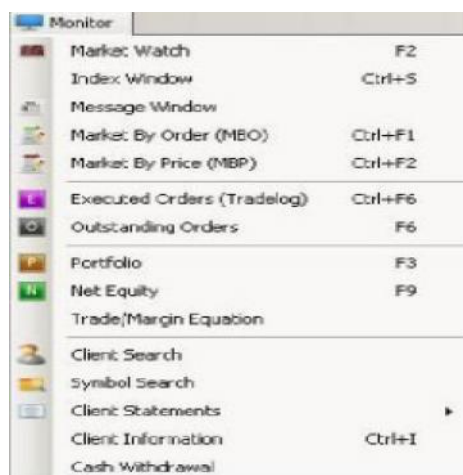 Monitor
Market Watch F2
Index Window Ctrl+S
Message Window
Market By Order (MBO) Ctrl+F1
Market By Price (MBP) Ctrl+F2
E Executed Orders (Tradelog) Ctrl+F6
O Outstanding Orders F6
P Portfolio F3
N Net Equity F9
Trade/Margin Equation
Client Search
Symbol Search
Client Statements
Client Information Ctrl+I
Cash Withdrawal